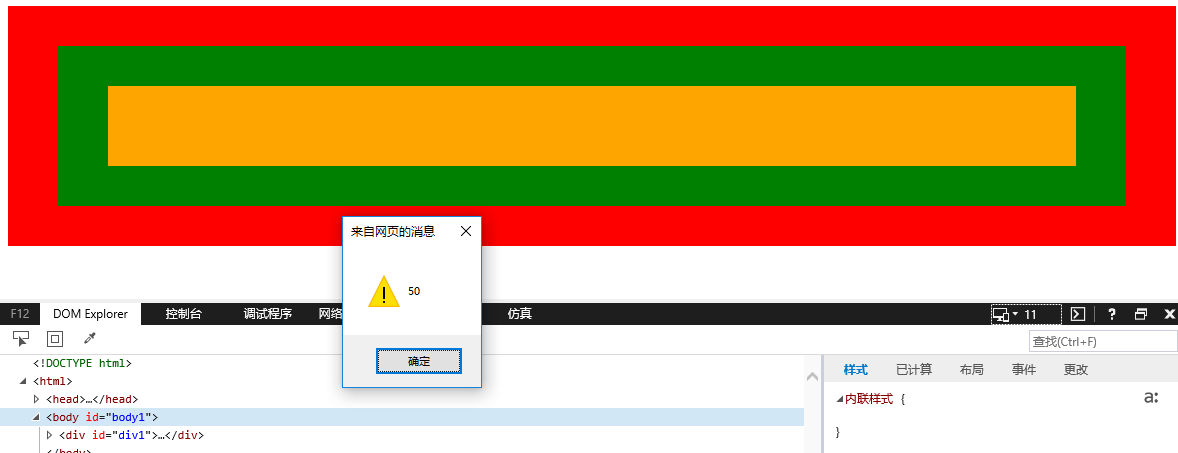 来自网页的消息
50
确定
F12 DOM Explorer 控制台 调试程序 网络 仿真 11 ?
查找(Ctrl+F)
<!DOCTYPE html>
<html>
<head>…</head>
<body id="body1">
<div id="div1">…</div>
</body>
样式 已计算 布局 事件 更改
内联样式 {
a:
}